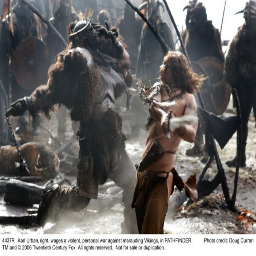 4437R: Karl Urban, right, wages a violent, personal war against marauding Vikings, in PATHFINDER. Photo credit: Doug Curran
TM and © 2006 Twentieth Century Fox. All rights reserved. Not for sale or duplication.